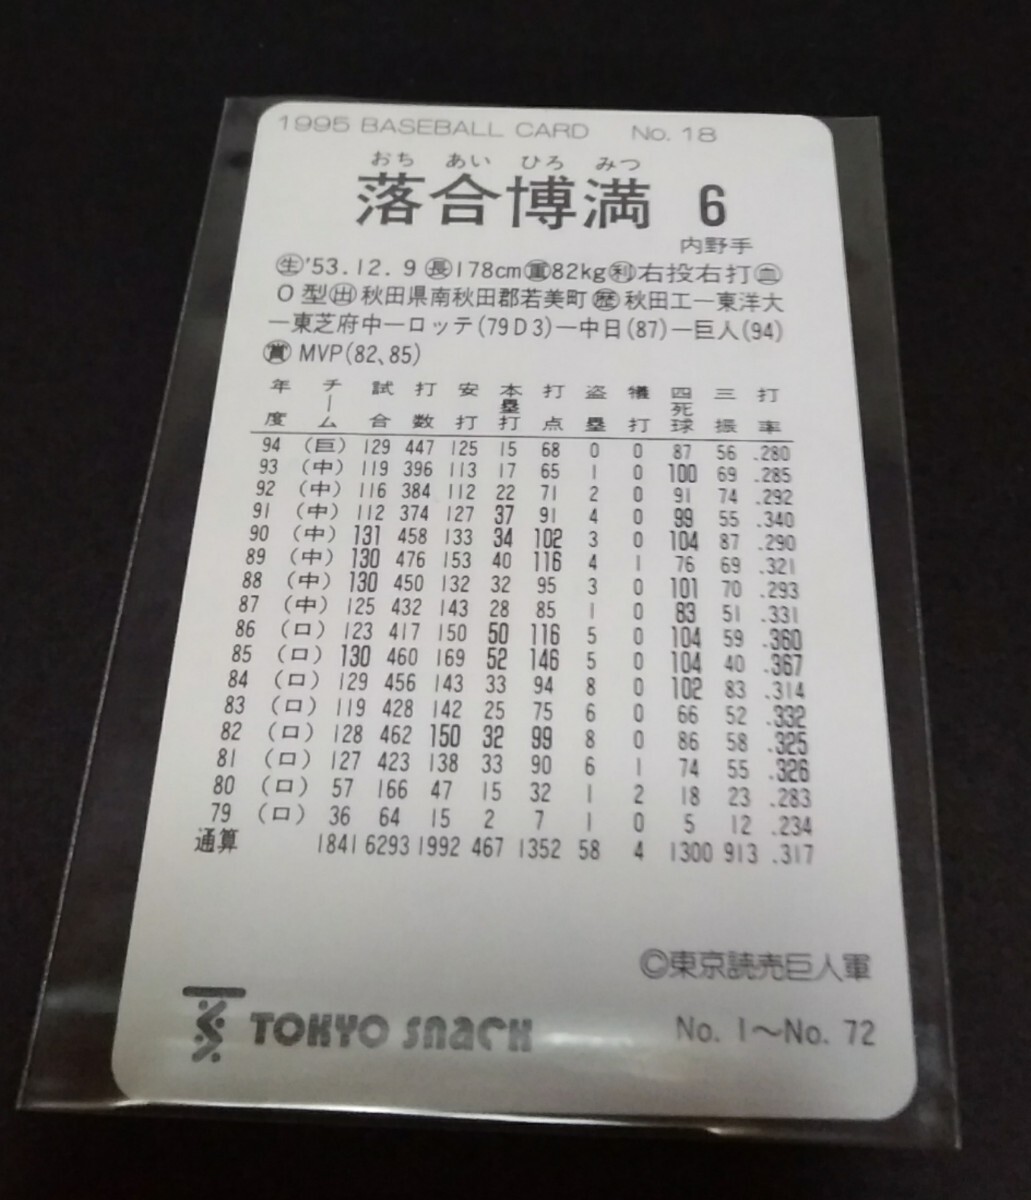 1995 BASEBALL CARD No. 18
おち あい ひろ みつ
落合博満 6
内野手
生'53.12.9長178cm重82kg利右投右打血
O型出秋田県南秋田郡若美町歴秋田工―東洋大
―東芝府中―ロッテ(79D3)―中日(87)―巨人(94)
賞MVP(82、85)
年度 チーム 試合 打数 安打 本塁打 打点 盗塁 犠打 四死球 三振 打率
94 (巨) 129 447 125 15 68 0 0 87 56 .280
93 (中) 119 396 113 17 65 1 0 100 69 .285
92 (中) 116 384 112 22 71 2 0 91 74 .292
91 (中) 112 374 127 37 91 4 0 99 55 .340
90 (中) 131 458 133 34 102 3 0 104 87 .290
89 (中) 130 476 153 40 116 4 1 76 69 .321
88 (中) 130 450 132 32 95 3 0 101 70 .293
87 (中) 125 432 143 28 85 1 0 83 51 .331
86 (ロ) 123 417 150 50 116 5 0 104 59 .360
85 (ロ) 130 460 169 52 146 5 0 104 40 .367
84 (ロ) 129 456 143 33 94 8 0 102 83 .314
83 (ロ) 119 428 142 25 75 6 0 66 52 .332
82 (ロ) 128 462 150 32 99 8 0 86 58 .325
81 (ロ) 127 423 138 33 90 6 1 74 55 .326
80 (ロ) 57 166 47 15 32 1 2 18 23 .283
79 (ロ) 36 64 15 2 7 1 0 5 12 .234
通算 1841 6293 1992 467 1352 58 4 1300 913 .317
©東京読売巨人軍
TOKYO SNACK No. 1～No. 72